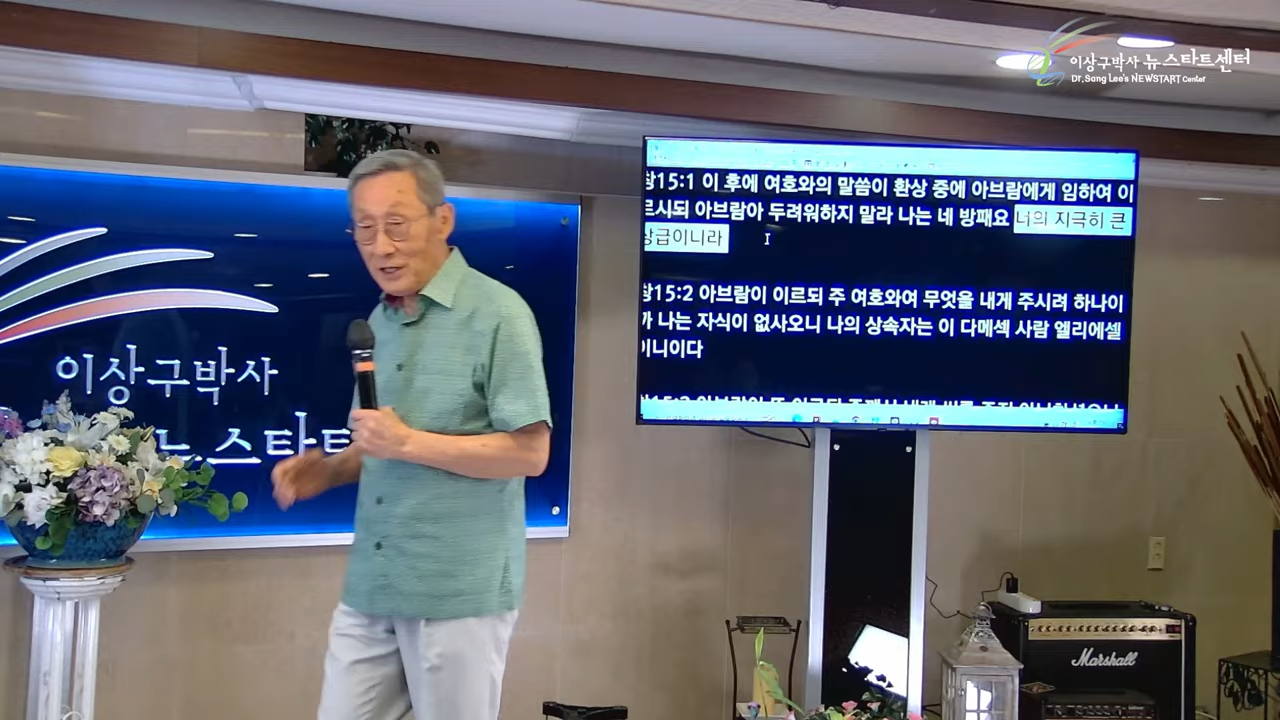 이상구박사 뉴스타트센터
Dr. Sang Lee's NEWSTART Center
창15:1 이 후에 여호와의 말씀이 환상 중에 아브람에게 임하여 이
르시되 아브람아 두려워하지 말라 나는 네 방패요 너의 지극히 큰
상급이니라
창15:2 아브람이 이르되 주 여호와여 무엇을 내게 주시려 하나이
까 나는 자식이 없사오니 나의 상속자는 이 다메섹 사람 엘리에셀
이니이다
이상구박사
뉴스타트
Marshall